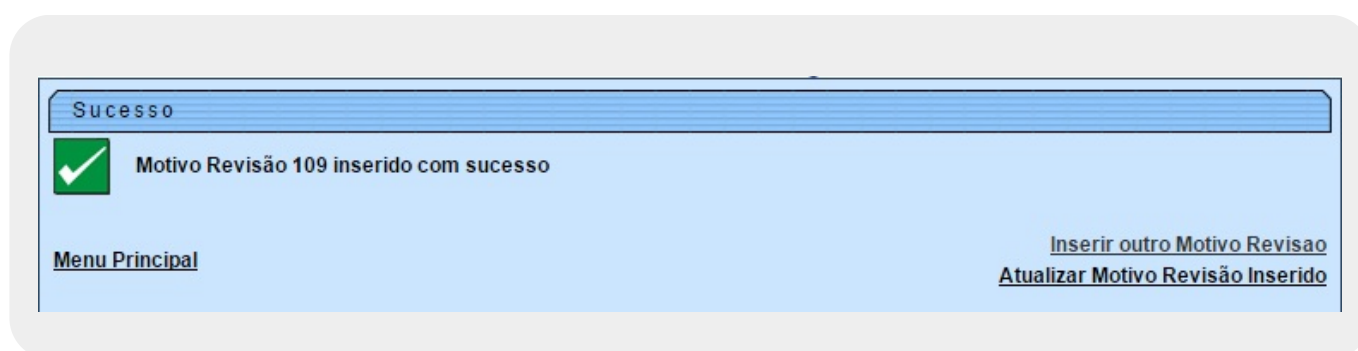 Sucesso
Motivo Revisão 109 inserido com sucesso
Inserir outro Motivo Revisao
Menu Principal
Atualizar Motivo Revisão Inserido